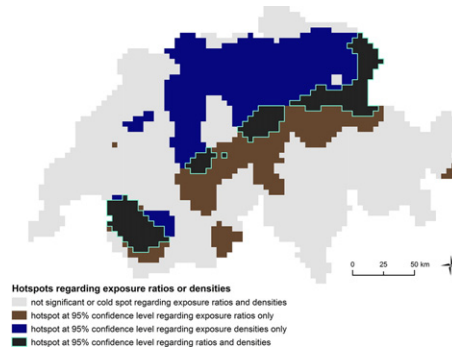 0 25 50 km
Hotspots regarding exposure ratios or densities
not significant or cold spot regarding exposure ratios and densities
hotspot at 95% confidence level regarding exposure ratios only
hotspot at 95% confidence level regarding exposure densities only
hotspot at 95% confidence level regarding ratios and densities